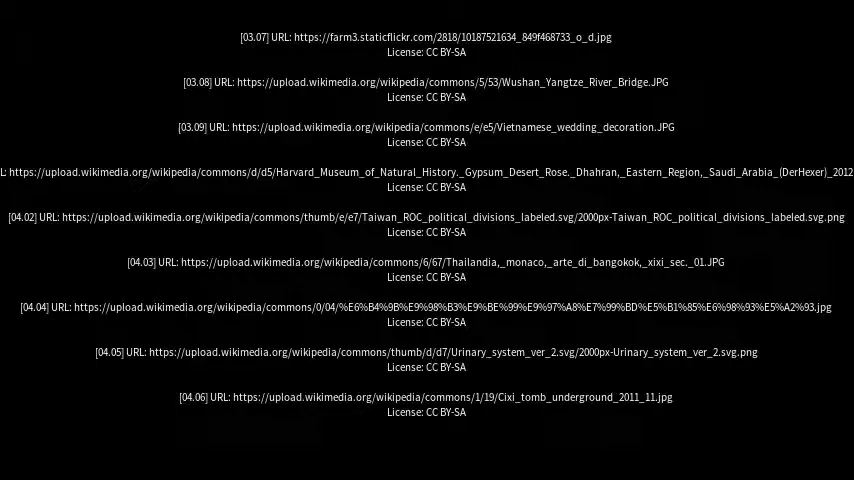 [03.07] URL: https://farm3.staticflickr.com/2818/10187521634_849f468733_o_d.jpg
License: CC BY-SA
[03.08] URL: https://upload.wikimedia.org/wikipedia/commons/5/53/Wushan_Yangtze_River_Bridge.JPG
License: CC BY-SA
[03.09] URL: https://upload.wikimedia.org/wikipedia/commons/e/e5/Vietnamese_wedding_decoration.JPG
License: CC BY-SA
L: https://upload.wikimedia.org/wikipedia/commons/d/d5/Harvard_Museum_of_Natural_History._Gypsum_Desert_Rose._Dhahran,_Eastern_Region,_Saudi_Arabia_(DerHexer)_2012
License: CC BY-SA
[04.02] URL: https://upload.wikimedia.org/wikipedia/commons/thumb/e/e7/Taiwan_ROC_political_divisions_labeled.svg/2000px-Taiwan_ROC_political_divisions_labeled.svg.png
License: CC BY-SA
[04.03] URL: https://upload.wikimedia.org/wikipedia/commons/6/67/Thailandia,_monaco,_arte_di_bangokok,_xixi_sec._01.JPG
License: CC BY-SA
[04.04] URL: https://upload.wikimedia.org/wikipedia/commons/0/04/%E6%B4%9B%E9%98%B3%E9%BE%99%E9%97%A8%E7%99%BD%E5%B1%85%E6%98%93%E5%A2%93.jpg
License: CC BY-SA
[04.05] URL: https://upload.wikimedia.org/wikipedia/commons/thumb/d/d7/Urinary_system_ver_2.svg/2000px-Urinary_system_ver_2.svg.png
License: CC BY-SA
[04.06] URL: https://upload.wikimedia.org/wikipedia/commons/1/19/Cixi_tomb_underground_2011_11.jpg
License: CC BY-SA